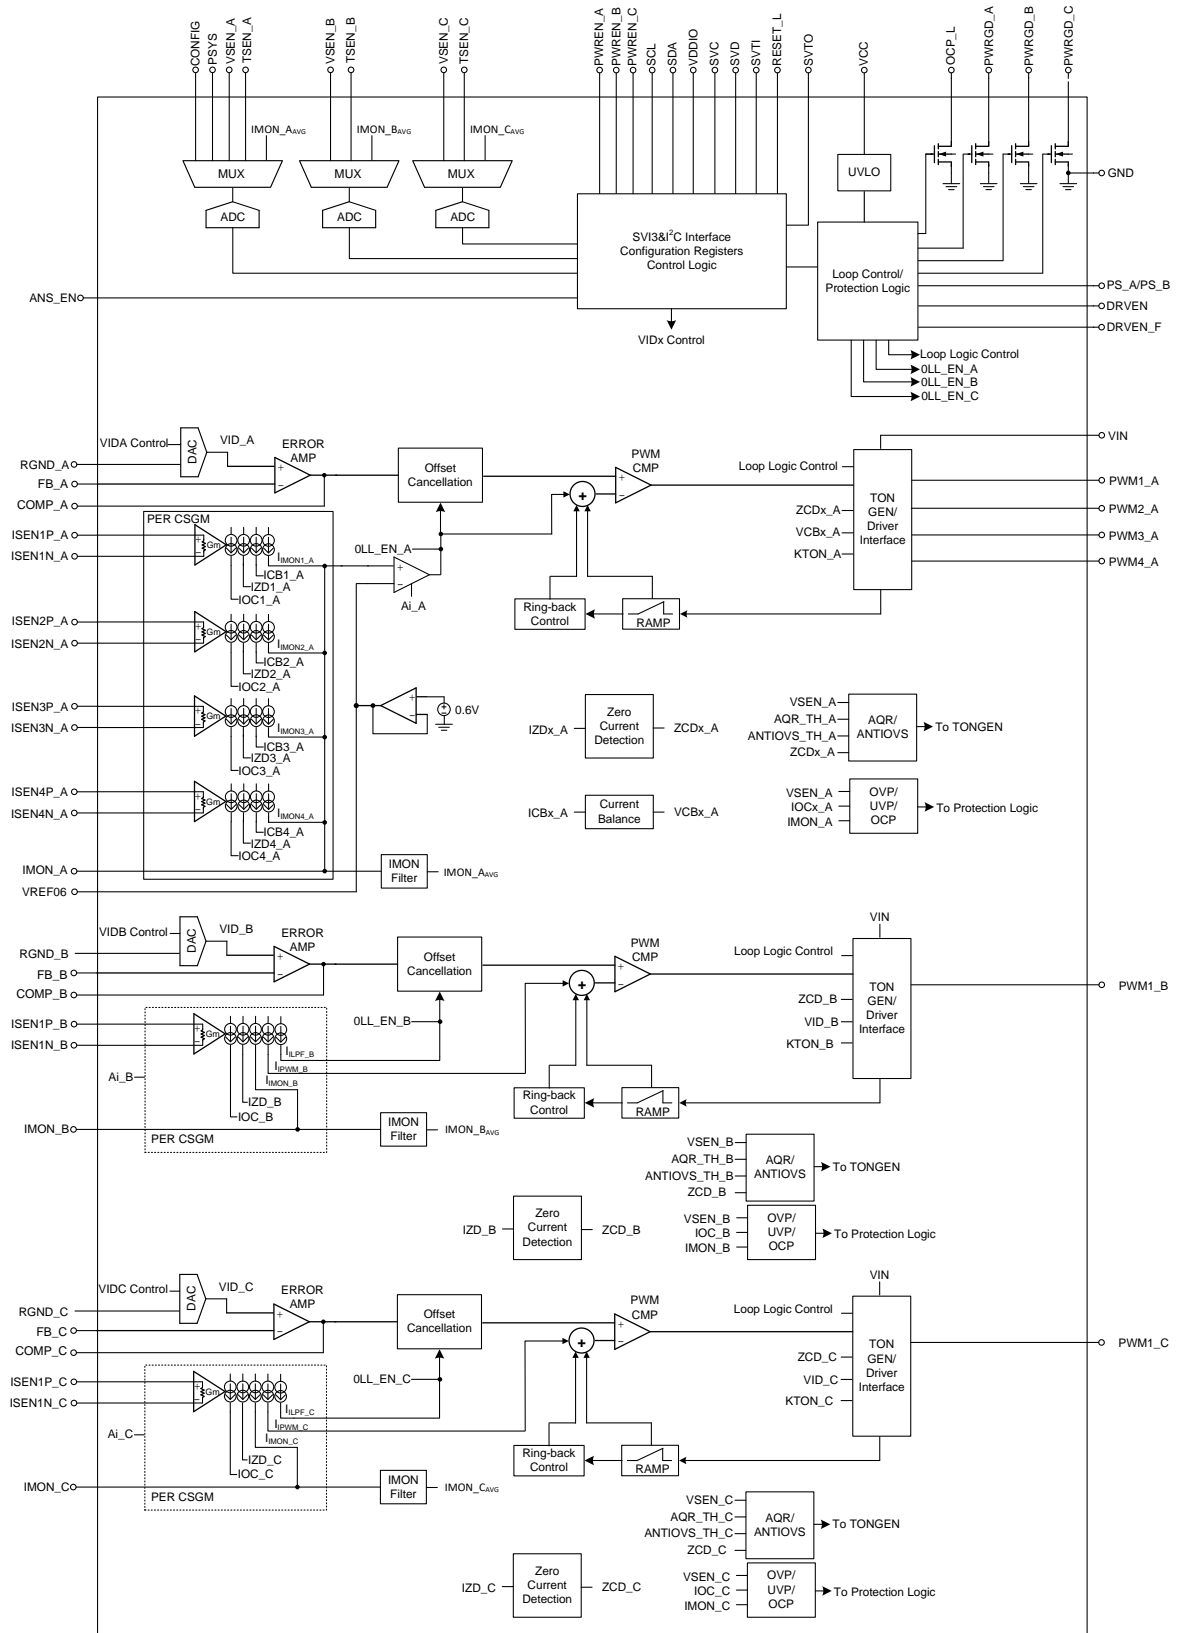 CONFIG
PSYS
VSEN_A
TSEN_A
VSEN_B
TSEN_B
VSEN_C
TSEN_C
PWREN_A
PWREN_B
PWREN_C
SCL
SDA
VDDIO
SVC
SVD
SVTI
RESET_L
SVTO
VCC
OCP_L
PWRGD_A
PWRGD_B
PWRGD_C
IMON_AAVG
IMON_BAVG
IMON_CAVG
MUX
MUX
MUX
ADC
ADC
ADC
UVLO
GND
SVI3&I2C Interface
Configuration Registers
Control Logic
Loop Control/
Protection Logic
ANS_EN
PS_A/PS_B
DRVEN
DRVEN_F
VIDx Control
Loop Logic Control
0LL_EN_A
0LL_EN_B
0LL_EN_C
VIDA Control
DAC
VID_A
ERROR
AMP
RGND_A
FB_A
COMP_A
Offset
Cancellation
PWM
CMP
Loop Logic Control
VIN
TON
GEN/
Driver
Interface
ZCDx_A
VCBx_A
KTON_A
PWM1_A
PWM2_A
PWM3_A
PWM4_A
PER CSGM
ISEN1P_A
ISEN1N_A
Gm
IIMON1_A
ICB1_A
IZD1_A
IOC1_A
0LL_EN_A
Ai_A
Ring-back
Control
RAMP
ISEN2P_A
ISEN2N_A
Gm
IIMON2_A
ICB2_A
IZD2_A
IOC2_A
ISEN3P_A
ISEN3N_A
Gm
IIMON3_A
ICB3_A
IZD3_A
IOC3_A
0.6V
IZDx_A
Zero
Current
Detection
ZCDx_A
VSEN_A
AQR_TH_A
ANTIOVS_TH_A
ZCDx_A
AQR/
ANTIOVS
To TONGEN
ISEN4P_A
ISEN4N_A
Gm
IIMON4_A
ICB4_A
IZD4_A
IOC4_A
ICBx_A
Current
Balance
VCBx_A
VSEN_A
IOCx_A
IMON_A
OVP/
UVP/
OCP
To Protection Logic
IMON_A
VREF06
IMON
Filter
IMON_AAVG
VIDB Control
DAC
VID_B
ERROR
AMP
RGND_B
FB_B
COMP_B
Offset
Cancellation
PWM
CMP
VIN
Loop Logic Control
TON
GEN/
Driver
Interface
ZCD_B
VID_B
KTON_B
PWM1_B
ISEN1P_B
ISEN1N_B
Gm
0LL_EN_B
IILPF_B
IIPWM_B
IIMON_B
IZD_B
IOC_B
Ai_B
PER CSGM
Ring-back
Control
RAMP
IMON_B
IMON
Filter
IMON_BAVG
VSEN_B
AQR_TH_B
ANTIOVS_TH_B
ZCD_B
AQR/
ANTIOVS
To TONGEN
IZD_B
Zero
Current
Detection
ZCD_B
VSEN_B
IOC_B
IMON_B
OVP/
UVP/
OCP
To Protection Logic
VIDC Control
DAC
VID_C
ERROR
AMP
RGND_C
FB_C
COMP_C
Offset
Cancellation
PWM
CMP
VIN
Loop Logic Control
TON
GEN/
Driver
Interface
ZCD_C
VID_C
KTON_C
PWM1_C
ISEN1P_C
ISEN1N_C
Gm
0LL_EN_C
IILPF_C
IIPWM_C
IIMON_C
IZD_C
IOC_C
Ai_C
PER CSGM
Ring-back
Control
RAMP
IMON_C
IMON
Filter
IMON_CAVG
VSEN_C
AQR_TH_C
ANTIOVS_TH_C
ZCD_C
AQR/
ANTIOVS
To TONGEN
IZD_C
Zero
Current
Detection
ZCD_C
VSEN_C
IOC_C
IMON_C
OVP/
UVP/
OCP
To Protection Logic